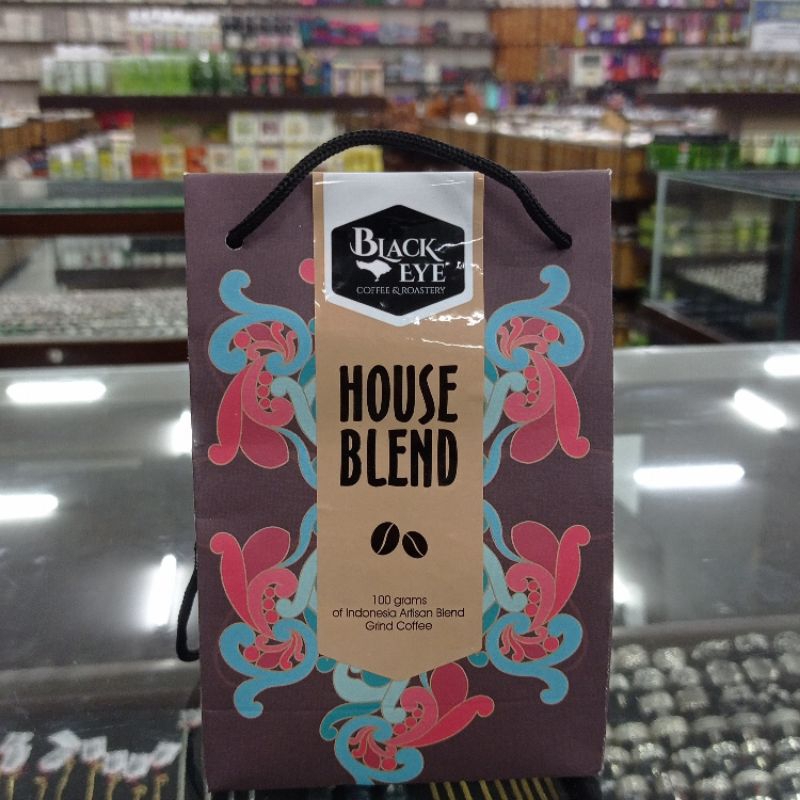 BLACK
EYE
COFFEE & ROASTERY
HOUSE
BLEND
100 grams
of Indonesia Artisan Blend
Grind Coffee